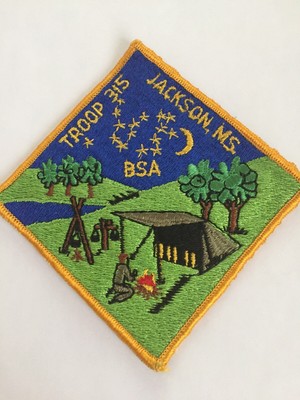 TROOP 315
JACKSON, MS.
BSA